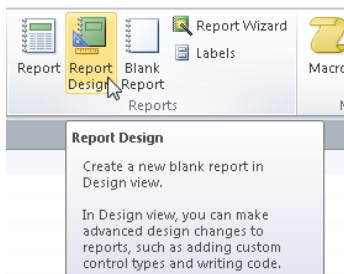 Report Wizard
Labels
Report Report Blank Macro
Design Report
Reports
Report Design
Create a new blank report in
Design view.
In Design view, you can make
advanced design changes to
reports, such as adding custom
control types and writing code.